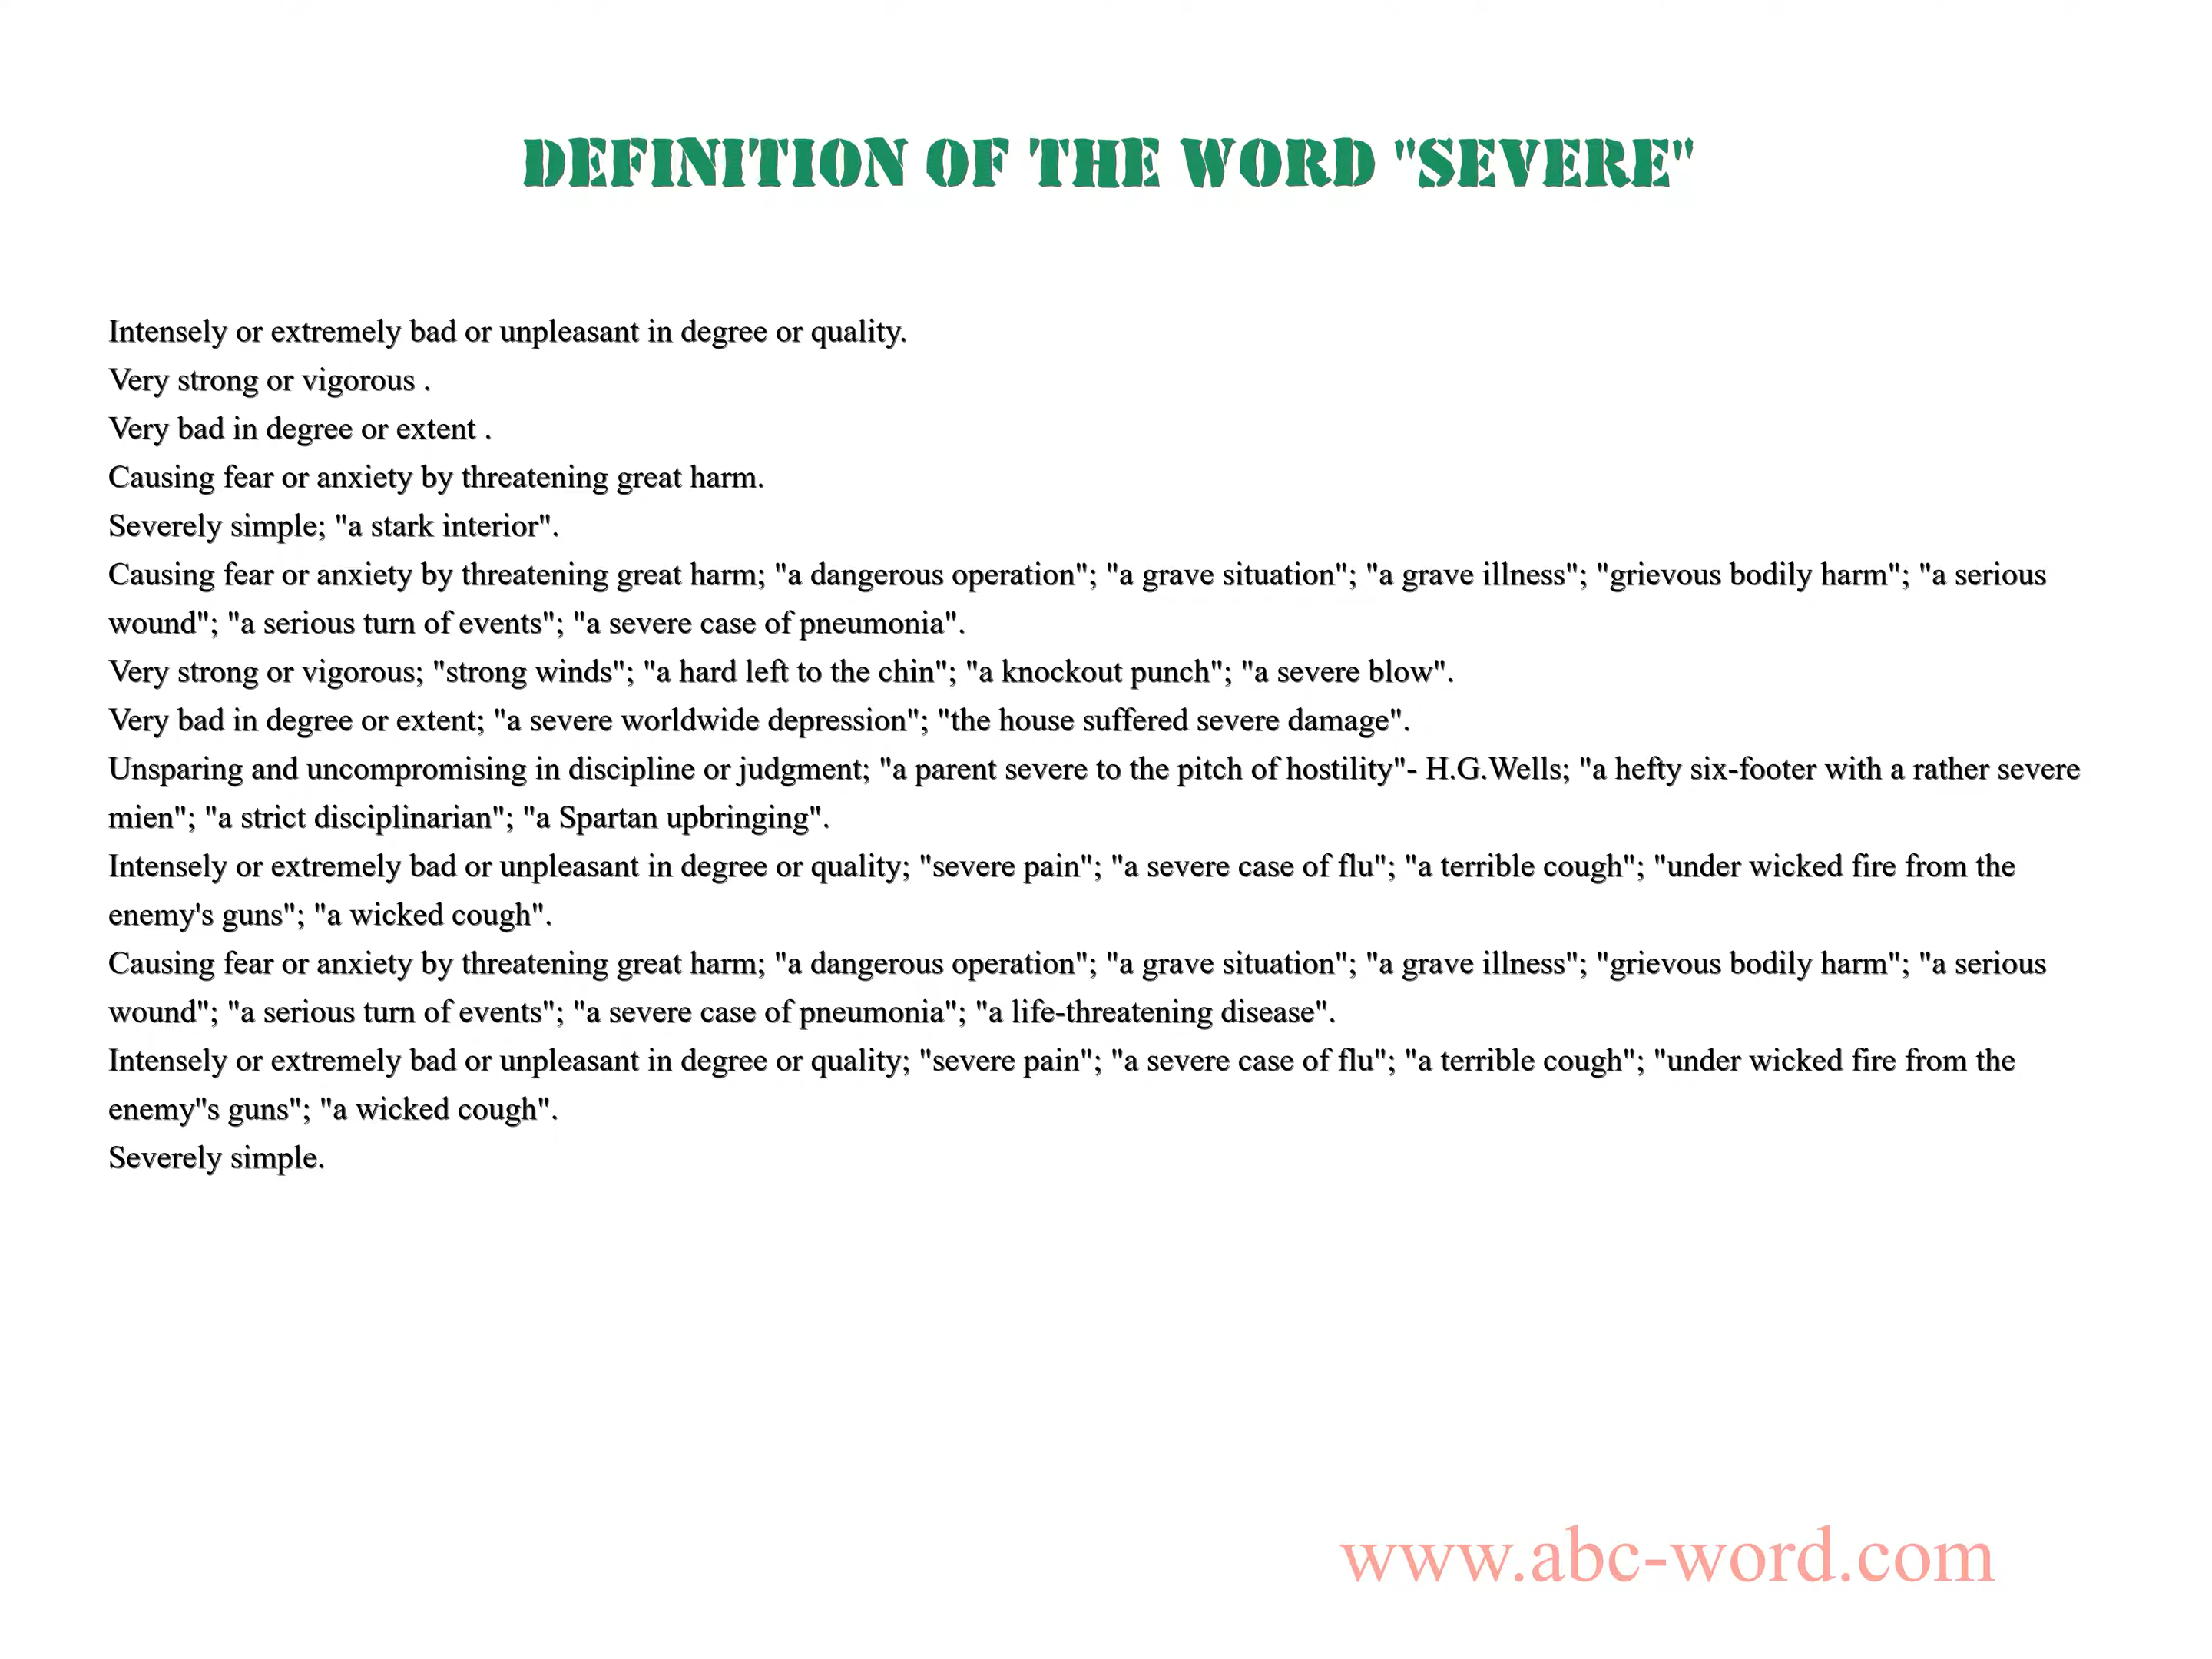 DEFINITION OF THE WORD "SEVERE"
Intensely or extremely bad or unpleasant in degree or quality.
Very strong or vigorous .
Very bad in degree or extent .
Causing fear or anxiety by threatening great harm.
Severely simple; "a stark interior".
Causing fear or anxiety by threatening great harm; "a dangerous operation"; "a grave situation"; "a grave illness"; "grievous bodily harm"; "a serious
wound"; "a serious turn of events"; "a severe case of pneumonia".
Very strong or vigorous; "strong winds"; "a hard left to the chin"; "a knockout punch"; "a severe blow".
Very bad in degree or extent; "a severe worldwide depression"; "the house suffered severe damage".
Unsparing and uncompromising in discipline or judgment; "a parent severe to the pitch of hostility"- H.G.Wells; "a hefty six-footer with a rather severe
mien"; "a strict disciplinarian"; "a Spartan upbringing".
Intensely or extremely bad or unpleasant in degree or quality; "severe pain"; "a severe case of flu"; "a terrible cough"; "under wicked fire from the
enemy's guns"; "a wicked cough".
Causing fear or anxiety by threatening great harm; "a dangerous operation"; "a grave situation"; "a grave illness"; "grievous bodily harm"; "a serious
wound"; "a serious turn of events"; "a severe case of pneumonia"; "a life-threatening disease".
Intensely or extremely bad or unpleasant in degree or quality; "severe pain"; "a severe case of flu"; "a terrible cough"; "under wicked fire from the
enemy"s guns"; "a wicked cough".
Severely simple.
www.abc-word.com